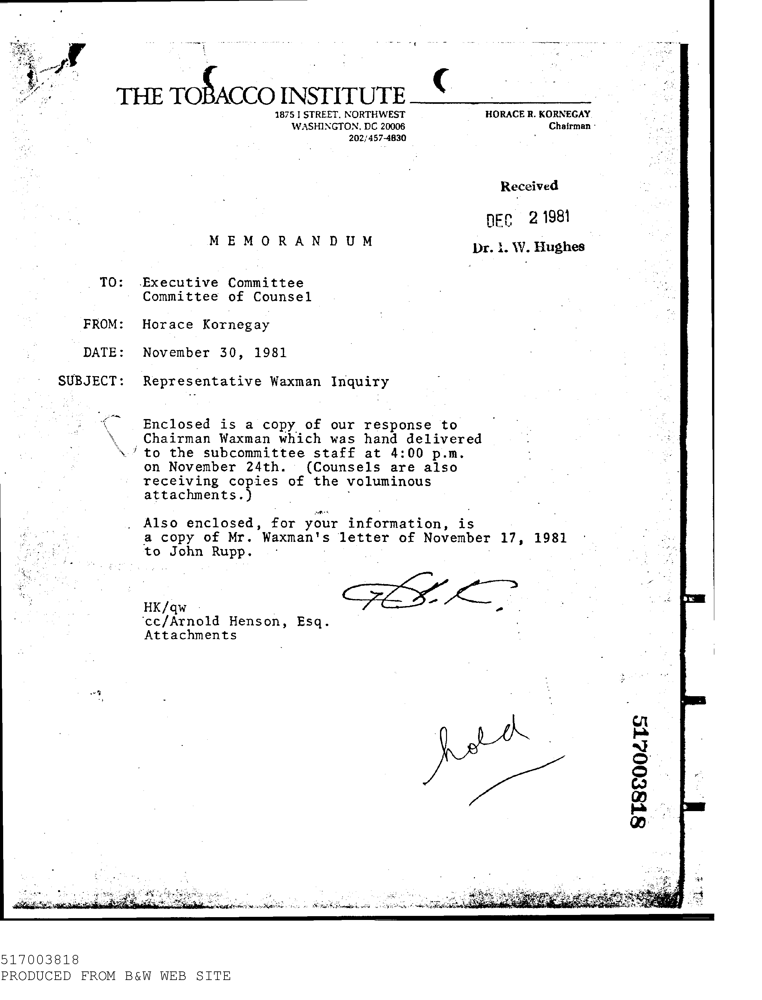 THE TOBACCO INSTITUTE
1875 I STREET, NORTHWEST
WASHINGTON, DC 20006
202/457-4830
HORACE R. KORNEGAY
Chairman
Received
DEC 2 1981
Dr. I. W. Hughes
MEMORANDUM
TO: Executive Committee
Committee of Counsel
FROM: Horace Kornegay
DATE: November 30, 1981
SUBJECT: Representative Waxman Inquiry
Enclosed is a copy of our response to
Chairman Waxman which was hand delivered
to the subcommittee staff at 4:00 p.m.
on November 24th. (Counsels are also
receiving copies of the voluminous
attachments.)
Also enclosed, for your information, is
a copy of Mr. Waxman's letter of November 17, 1981
to John Rupp.
H.K.
HK/qw
cc/Arnold Henson, Esq.
Attachments
hold
517003818
517003818
PRODUCED FROM B&W WEB SITE